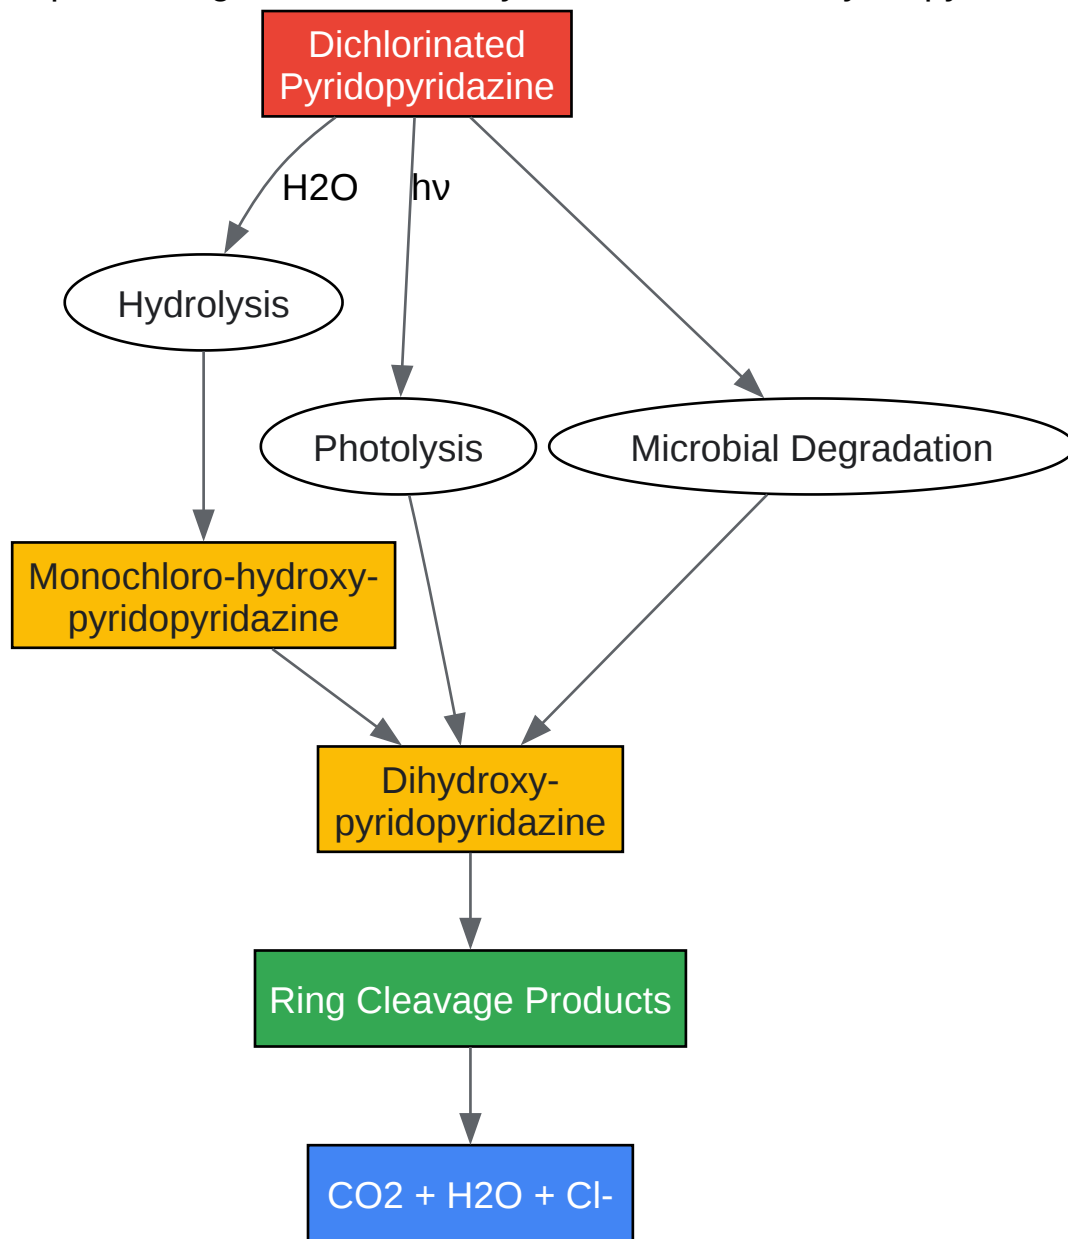 Dichlorinated
Pyridopyridazine
H2O
hν
Hydrolysis
Photolysis
Microbial Degradation
Monochloro-hydroxy-
pyridopyridazine
Dihydroxy-
pyridopyridazine
Ring Cleavage Products
CO2 + H2O + Cl-